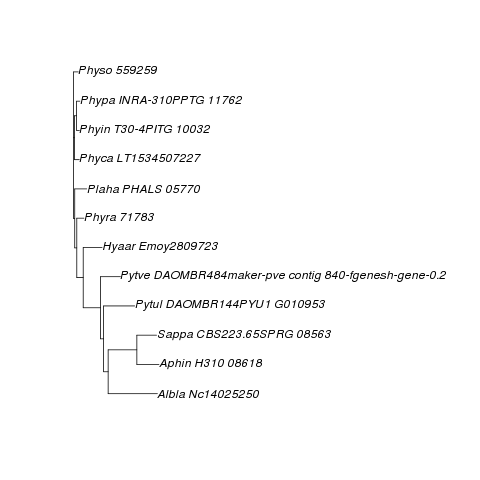 Physo 559259
Phypa INRA-310PPTG 11762
Phyin T30-4PITG 10032
Phyca LT1534507227
Plaha PHALS 05770
Phyra 71783
Hyaar Emoy2809723
Pytve DAOMBR484maker-pve contig 840-fgenesh-gene-0.2
Pytul DAOMBR144PYU1 G010953
Sappa CBS223.65SPRG 08563
Aphin H310 08618
Albla Nc14025250